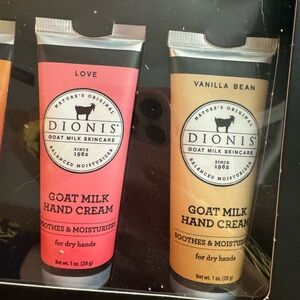 LOVE
NATURE'S ORIGINAL
DIONIS
GOAT MILK SKINCARE
SINCE
1982
BALANCED MOISTURIZER
GOAT MILK
HAND CREAM
SOOTHES & MOISTURIZES
for dry hands
Net wt. 1 oz. (28 g)
VANILLA BEAN
NATURE'S ORIGINAL
DIONIS
GOAT MILK SKINCARE
SINCE
1982
BALANCED MOISTURIZER
GOAT MILK
HAND CREAM
SOOTHES & MOISTURIZES
for dry hands
Net wt. 1 oz. (28 g)